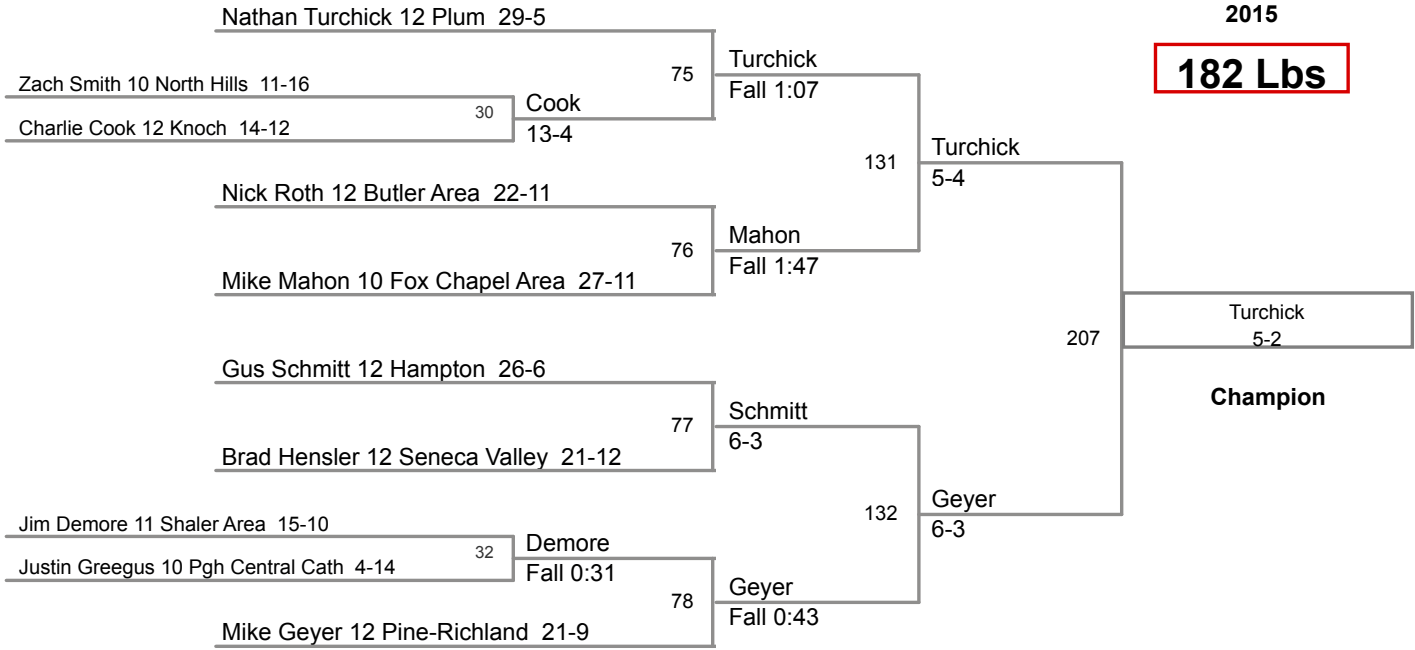 Nathan Turchick 12 Plum 29-5
2015
182 Lbs
Zach Smith 10 North Hills 11-16
Charlie Cook 12 Knoch 14-12
30
Cook
13-4
75
Turchick
Fall 1:07
Nick Roth 12 Butler Area 22-11
Mike Mahon 10 Fox Chapel Area 27-11
76
Mahon
Fall 1:47
131
Turchick
5-4
Gus Schmitt 12 Hampton 26-6
Brad Hensler 12 Seneca Valley 21-12
77
Schmitt
6-3
Jim Demore 11 Shaler Area 15-10
Justin Greegus 10 Pgh Central Cath 4-14
32
Demore
Fall 0:31
Mike Geyer 12 Pine-Richland 21-9
78
Geyer
Fall 0:43
132
Geyer
6-3
207
Turchick
5-2
Champion